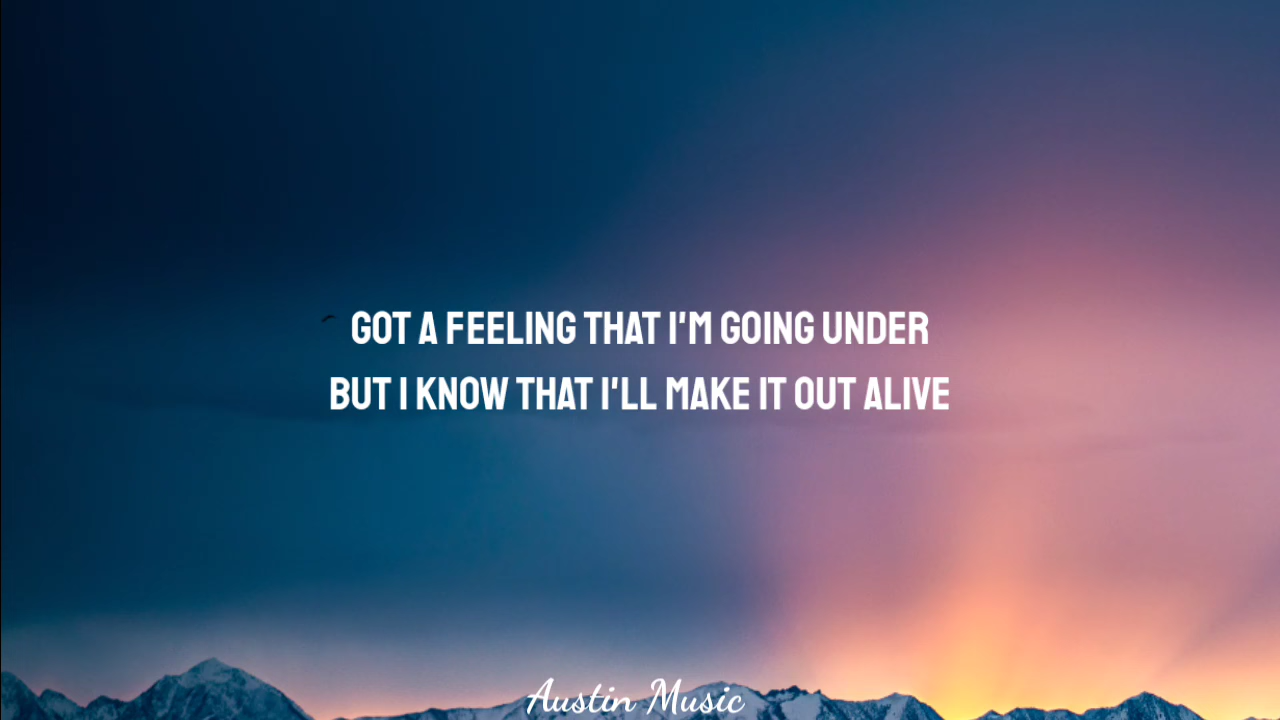 GOT A FEELING THAT I'M GOING UNDER
BUT I KNOW THAT I'LL MAKE IT OUT ALIVE
Austin Music